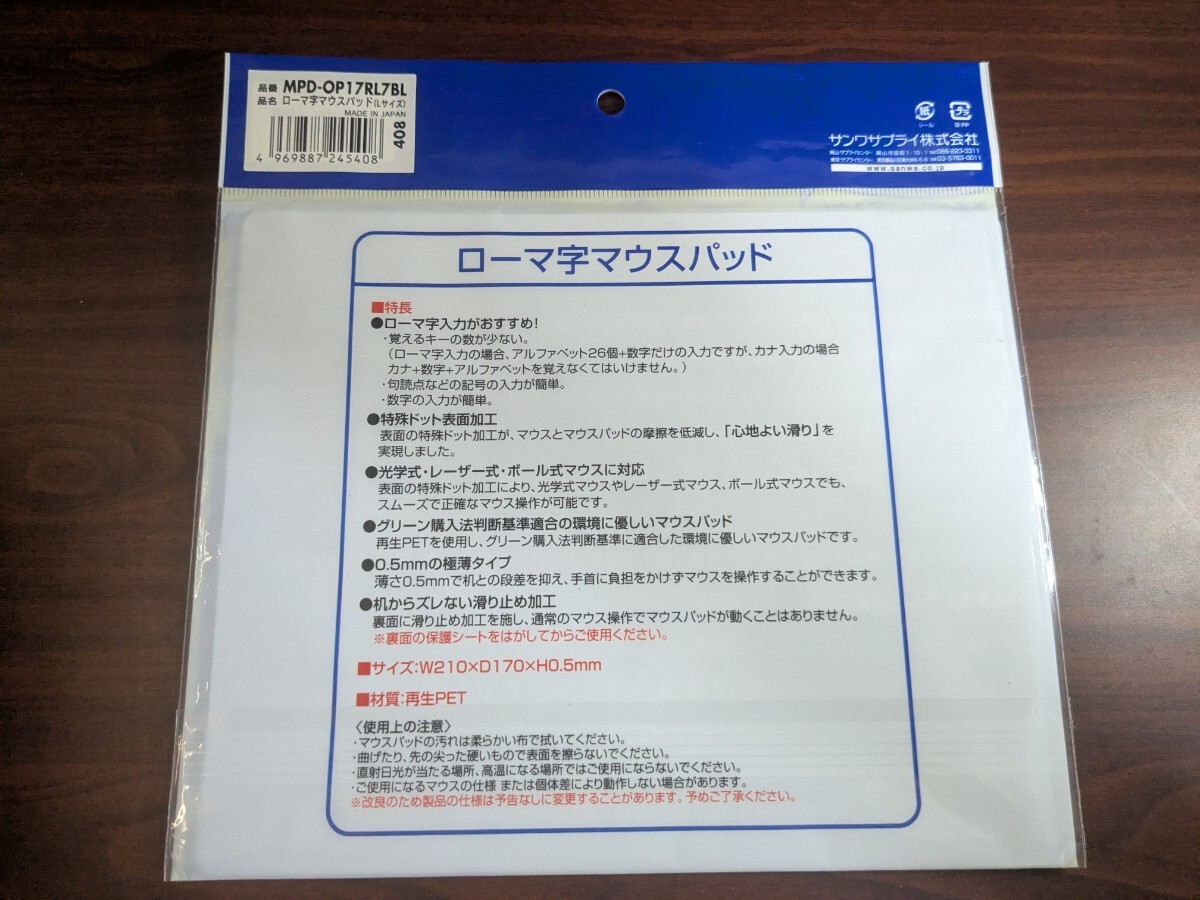 品番 MPD-OP17RL7BL
品名 ローマ字マウスパッド(Lサイズ)
MADE IN JAPAN
408
4 969887 245408
紙 プラ
シール
サンワサプライ株式会社
岡山サプライセンター 岡山市田町1-10-1 tel.086-223-3311
tel.03-5763-0011
www.sanwa.co.jp
ローマ字マウスパッド
■特長
●ローマ字入力がおすすめ!
・覚えるキーの数が少ない。
(ローマ字入力の場合、アルファベット26個+数字だけの入力ですが、カナ入力の場合
カナ+数字+アルファベットを覚えなくてはいけません。)
・句読点などの記号の入力が簡単。
・数字の入力が簡単。
●特殊ドット表面加工
表面の特殊ドット加工が、マウスとマウスパッドの摩擦を低減し、「心地よい滑り」を
実現しました。
●光学式・レーザー式・ボール式マウスに対応
表面の特殊ドット加工により、光学式マウスやレーザー式マウス、ボール式マウスでも、
スムーズで正確なマウス操作が可能です。
●グリーン購入法判断基準適合の環境に優しいマウスパッド
再生PETを使用し、グリーン購入法判断基準に適合した環境に優しいマウスパッドです。
●0.5mmの極薄タイプ
薄さ0.5mmで机との段差を抑え、手首に負担をかけずマウスを操作することができます。
●机からズレない滑り止め加工
裏面に滑り止め加工を施し、通常のマウス操作でマウスパッドが動くことはありません。
※裏面の保護シートをはがしてからご使用ください。
■サイズ:W210×D170×H0.5mm
■材質:再生PET
〈使用上の注意〉
・マウスパッドの汚れは柔らかい布で拭いてください。
・曲げたり、先の尖った硬いもので表面を擦らないでください。
・直射日光が当たる場所、高温になる場所ではご使用にならないでください。
・ご使用になるマウスの仕様 または個体差により動作しない場合があります。
※改良のため製品の仕様は予告なしに変更することがあります。予めご了承ください。